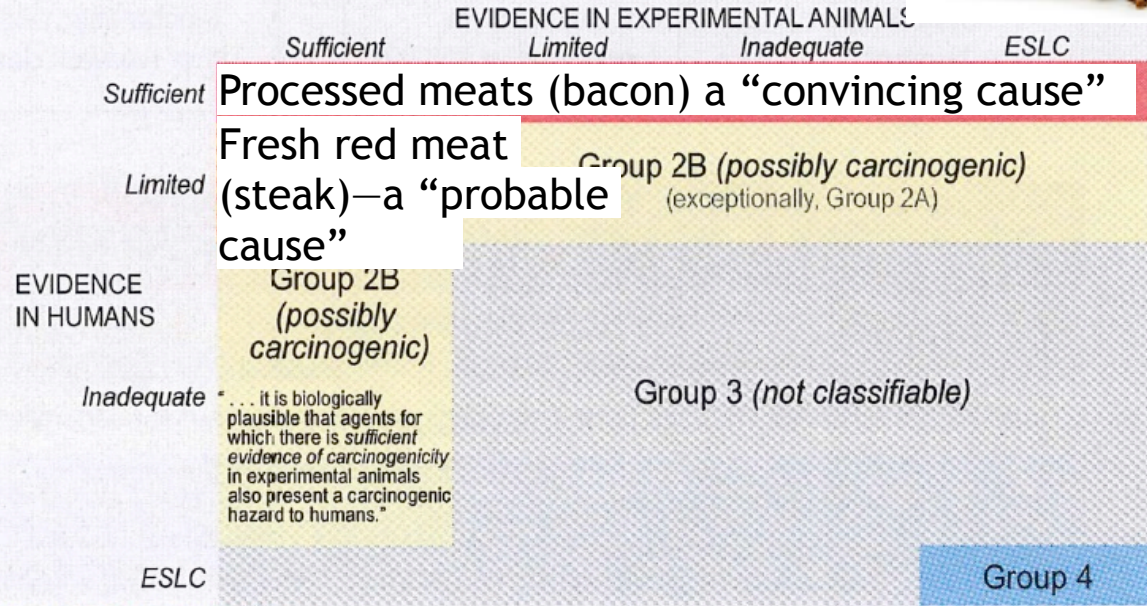 EVIDENCE IN EXPERIMENTAL ANIMALS
Sufficient Limited Inadequate ESLC
Sufficient Processed meats (bacon) a “convincing cause”
Fresh red meat
Limited (steak)—a “probable
cause”
Group 2B (possibly carcinogenic)
(exceptionally, Group 2A)
EVIDENCE
IN HUMANS
Group 2B
(possibly
carcinogenic)
Inadequate
“. . . it is biologically
plausible that agents for
which there is sufficient
evidence of carcinogenicity
in experimental animals
also present a carcinogenic
hazard to humans.”
Group 3 (not classifiable)
ESLC
Group 4